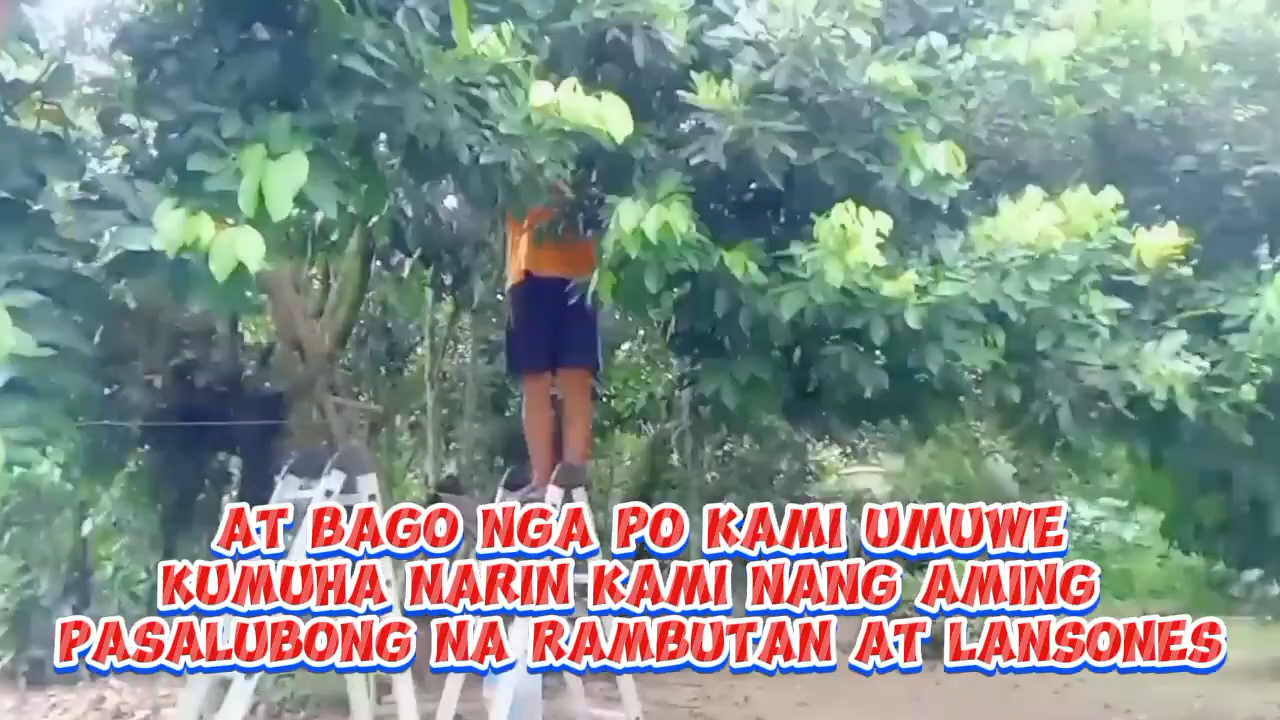 AT BAGO NGA PO KAMI UMUWE
KUMUHA NARIN KAMI NANG AMING
PASALUBONG NA RAMBUTAN AT LANSONES